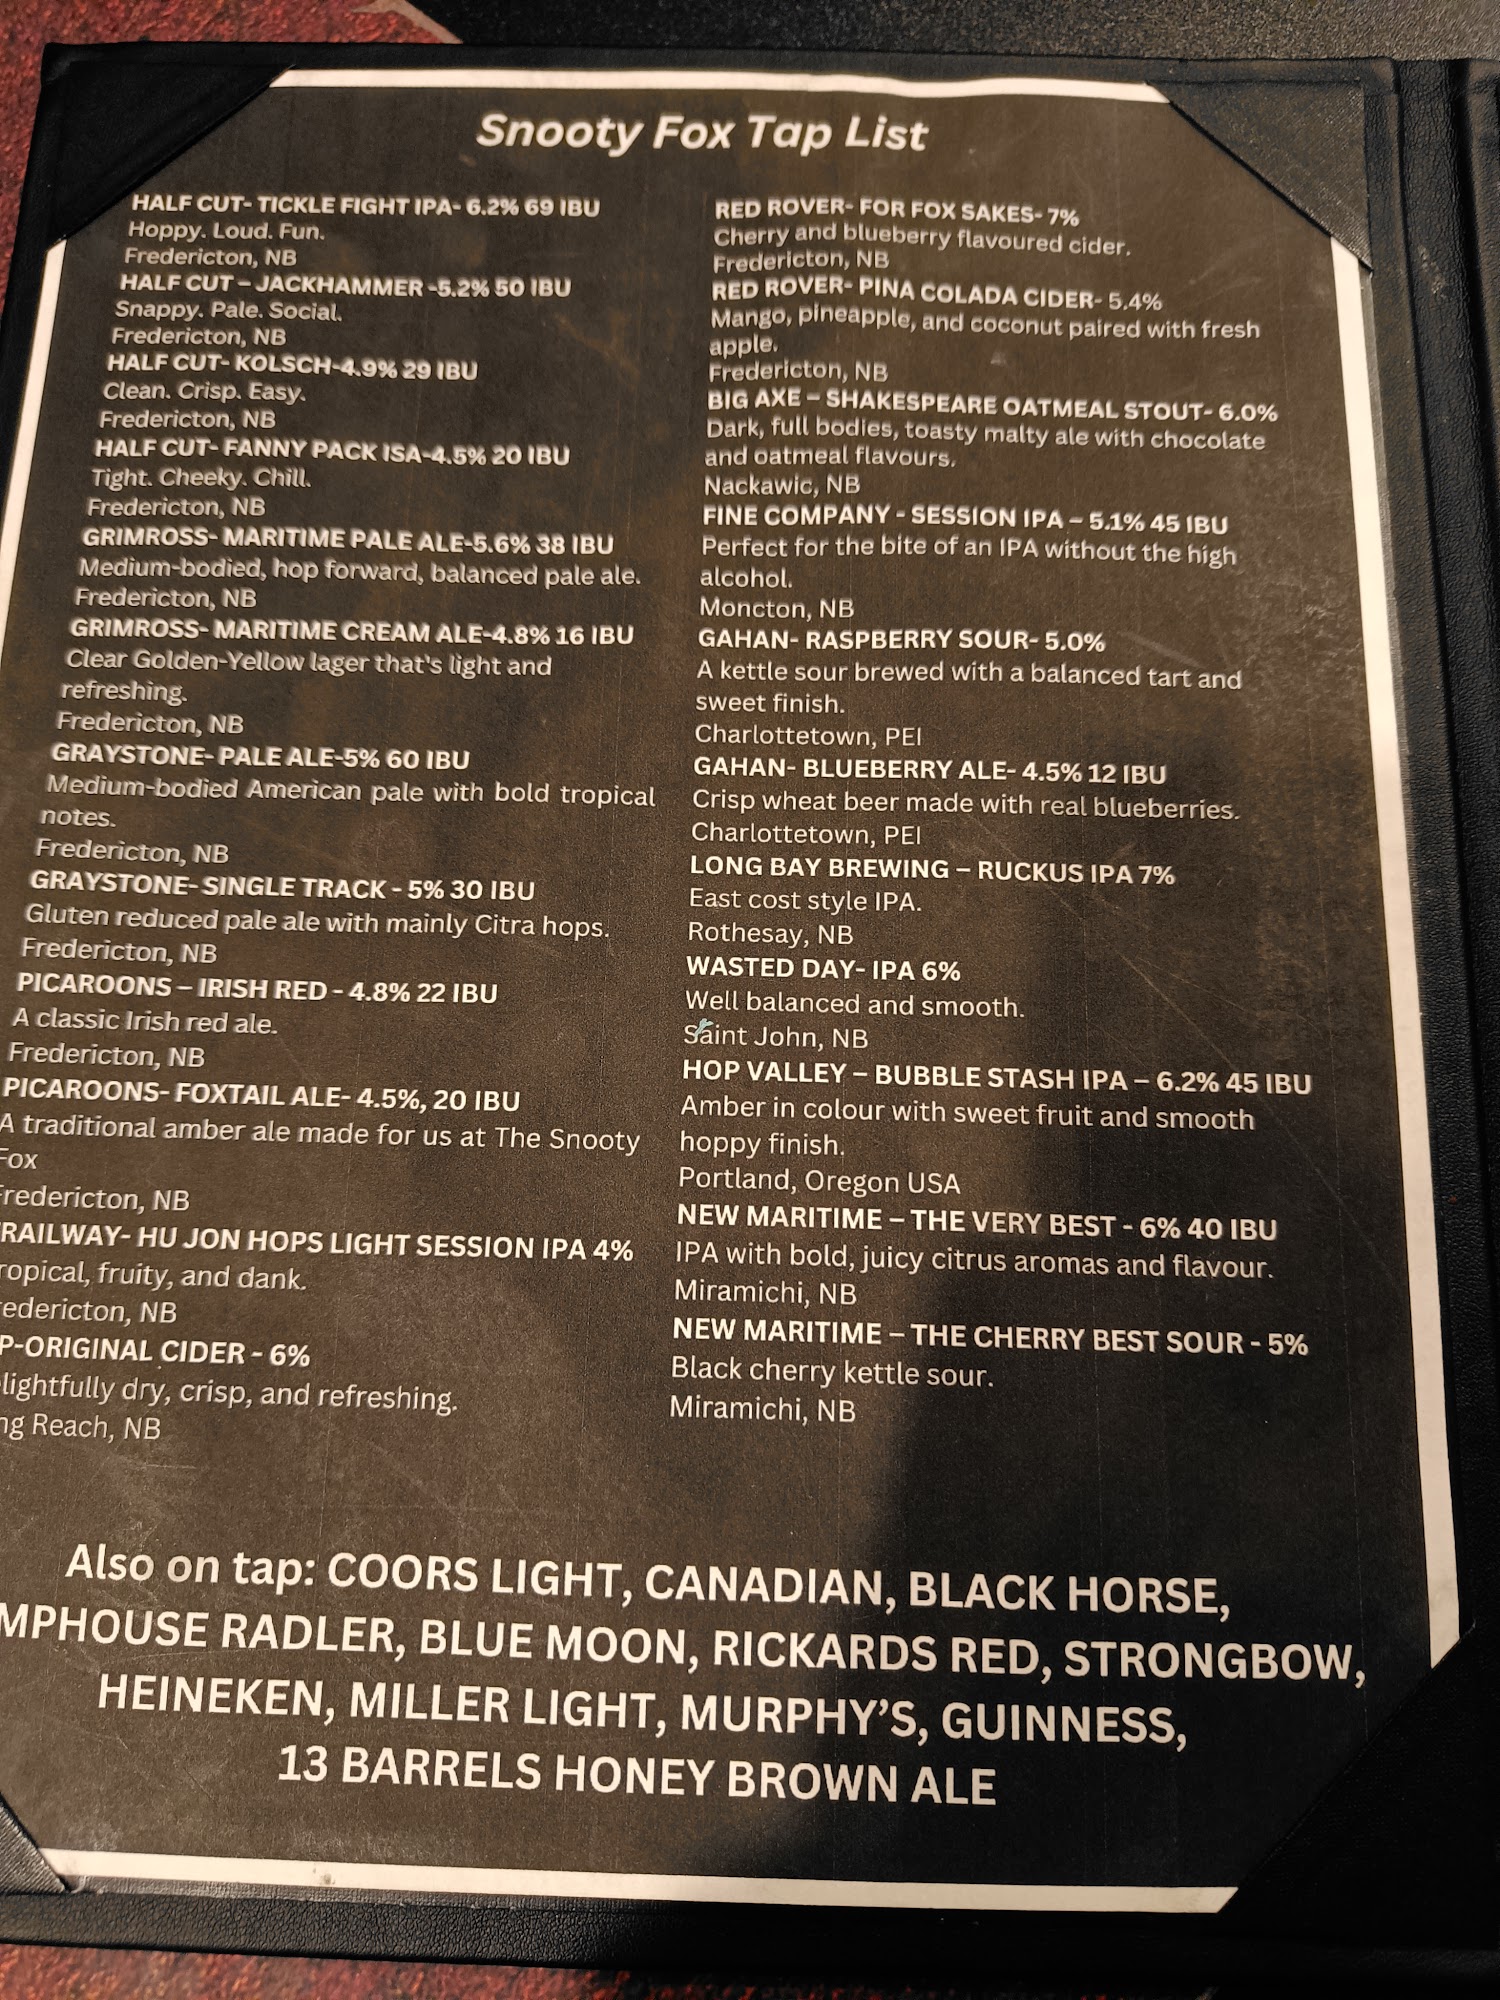 Snooty Fox Tap List
HALF CUT- TICKLE FIGHT IPA- 6.2% 69 IBU
Hoppy. Loud. Fun.
Fredericton, NB
HALF CUT – JACKHAMMER -5.2% 50 IBU
Snappy. Pale. Social.
Fredericton, NB
HALF CUT- KOLSCH-4.9% 29 IBU
Clean. Crisp. Easy.
Fredericton, NB
HALF CUT- FANNY PACK ISA-4.5% 20 IBU
Tight. Cheeky. Chill.
Fredericton, NB
GRIMROSS- MARITIME PALE ALE-5.6% 38 IBU
Medium-bodied, hop forward, balanced pale ale.
Fredericton, NB
GRIMROSS- MARITIME CREAM ALE-4.8% 16 IBU
Clear Golden-Yellow lager that's light and
refreshing.
Fredericton, NB
GRAYSTONE- PALE ALE-5% 60 IBU
Medium-bodied American pale with bold tropical
notes.
Fredericton, NB
GRAYSTONE- SINGLE TRACK - 5% 30 IBU
Gluten reduced pale ale with mainly Citra hops.
Fredericton, NB
PICAROONS – IRISH RED - 4.8% 22 IBU
A classic Irish red ale.
Fredericton, NB
PICAROONS- FOXTAIL ALE- 4.5%, 20 IBU
A traditional amber ale made for us at The Snooty
Fox
Fredericton, NB
RAILWAY- HU JON HOPS LIGHT SESSION IPA 4%
ropical, fruity, and dank.
redericton, NB
P-ORIGINAL CIDER - 6%
lightfully dry, crisp, and refreshing.
ng Reach, NB
RED ROVER- FOR FOX SAKES- 7%
Cherry and blueberry flavoured cider.
Fredericton, NB
RED ROVER- PINA COLADA CIDER- 5.4%
Mango, pineapple, and coconut paired with fresh
apple.
Fredericton, NB
BIG AXE – SHAKESPEARE OATMEAL STOUT- 6.0%
Dark, full bodies, toasty malty ale with chocolate
and oatmeal flavours.
Nackawic, NB
FINE COMPANY - SESSION IPA – 5.1% 45 IBU
Perfect for the bite of an IPA without the high
alcohol.
Moncton, NB
GAHAN- RASPBERRY SOUR- 5.0%
A kettle sour brewed with a balanced tart and
sweet finish.
Charlottetown, PEI
GAHAN- BLUEBERRY ALE- 4.5% 12 IBU
Crisp wheat beer made with real blueberries.
Charlottetown, PEI
LONG BAY BREWING – RUCKUS IPA 7%
East cost style IPA.
Rothesay, NB
WASTED DAY- IPA 6%
Well balanced and smooth.
Saint John, NB
HOP VALLEY – BUBBLE STASH IPA – 6.2% 45 IBU
Amber in colour with sweet fruit and smooth
hoppy finish.
Portland, Oregon USA
NEW MARITIME – THE VERY BEST - 6% 40 IBU
IPA with bold, juicy citrus aromas and flavour.
Miramichi, NB
NEW MARITIME – THE CHERRY BEST SOUR - 5%
Black cherry kettle sour.
Miramichi, NB
Also on tap: COORS LIGHT, CANADIAN, BLACK HORSE,
MPHOUSE RADLER, BLUE MOON, RICKARDS RED, STRONGBOW,
HEINEKEN, MILLER LIGHT, MURPHY'S, GUINNESS,
13 BARRELS HONEY BROWN ALE